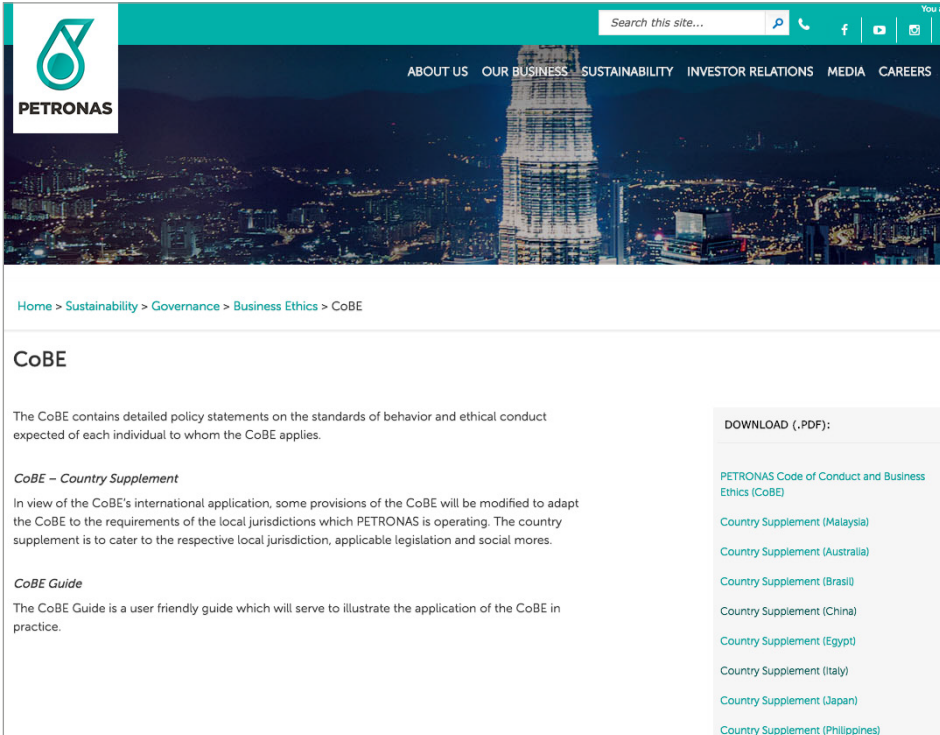 You
Search this site...
PETRONAS
ABOUT US OUR BUSINESS SUSTAINABILITY INVESTOR RELATIONS MEDIA CAREERS
Home > Sustainability > Governance > Business Ethics > CoBE
CoBE
The CoBE contains detailed policy statements on the standards of behavior and ethical conduct
expected of each individual to whom the CoBE applies.
CoBE – Country Supplement
In view of the CoBE's international application, some provisions of the CoBE will be modified to adapt
the CoBE to the requirements of the local jurisdictions which PETRONAS is operating. The country
supplement is to cater to the respective local jurisdiction, applicable legislation and social mores.
CoBE Guide
The CoBE Guide is a user friendly guide which will serve to illustrate the application of the CoBE in
practice.
DOWNLOAD (.PDF):
PETRONAS Code of Conduct and Business
Ethics (CoBE)
Country Supplement (Malaysia)
Country Supplement (Australia)
Country Supplement (Brasil)
Country Supplement (China)
Country Supplement (Egypt)
Country Supplement (Italy)
Country Supplement (Japan)
Country Supplement (Philippines)